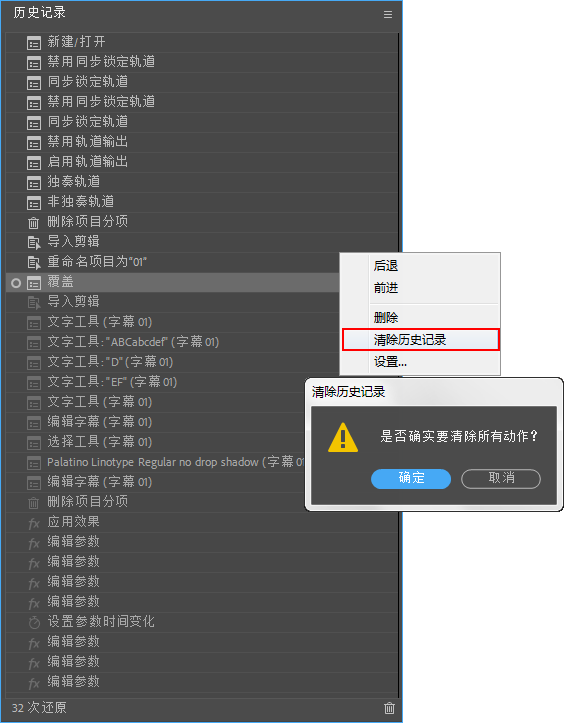 历史记录
新建/打开
禁用同步锁定轨道
同步锁定轨道
禁用同步锁定轨道
同步锁定轨道
禁用轨道输出
启用轨道输出
独奏轨道
非独奏轨道
删除项目分项
导入剪辑
重命名项目为"01"
覆盖
导入剪辑
文字工具 (字幕 01)
文字工具: "ABCabcdef" (字幕 01)
文字工具: "D" (字幕 01)
文字工具: "EF" (字幕 01)
文字工具 (字幕 01)
编辑字幕 (字幕 01)
选择工具 (字幕 01)
Palatino Linotype Regular no drop shadow (字幕 01
编辑字幕 (字幕 01)
删除项目分项
应用效果
编辑参数
编辑参数
编辑参数
编辑参数
设置参数时间变化
编辑参数
编辑参数
编辑参数
32 次还原
后退
前进
删除
清除历史记录
设置...
清除历史记录
是否确实要清除所有动作？
确定
取消